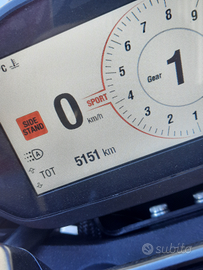 C
SIDE
STAND
0
km/h
SPORT
Gear
1
9
8
7
6
5
4
3
2
1
A
TOT
5151 km
subito